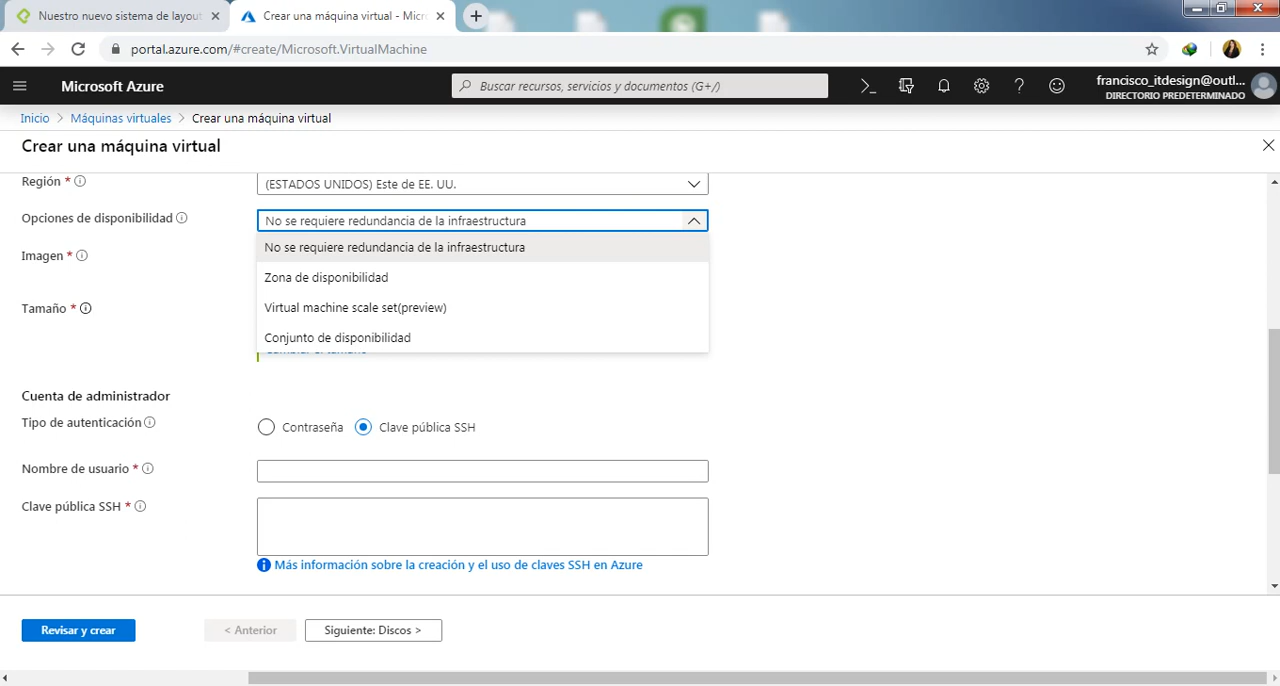 Nuestro nuevo sistema de layout
Crear una máquina virtual - Micro
portal.azure.com/#create/Microsoft.VirtualMachine
Microsoft Azure
Buscar recursos, servicios y documentos (G+/)
francisco_itdesign@outl...
DIRECTORIO PREDETERMINADO
Inicio > Máquinas virtuales > Crear una máquina virtual
Crear una máquina virtual
Región *
(ESTADOS UNIDOS) Este de EE. UU.
Opciones de disponibilidad
No se requiere redundancia de la infraestructura
No se requiere redundancia de la infraestructura
Imagen *
Zona de disponibilidad
Tamaño *
Virtual machine scale set(preview)
Conjunto de disponibilidad
Cuenta de administrador
Tipo de autenticación
Contraseña
Clave pública SSH
Nombre de usuario *
Clave pública SSH *
Más información sobre la creación y el uso de claves SSH en Azure
Revisar y crear
< Anterior
Siguiente: Discos >